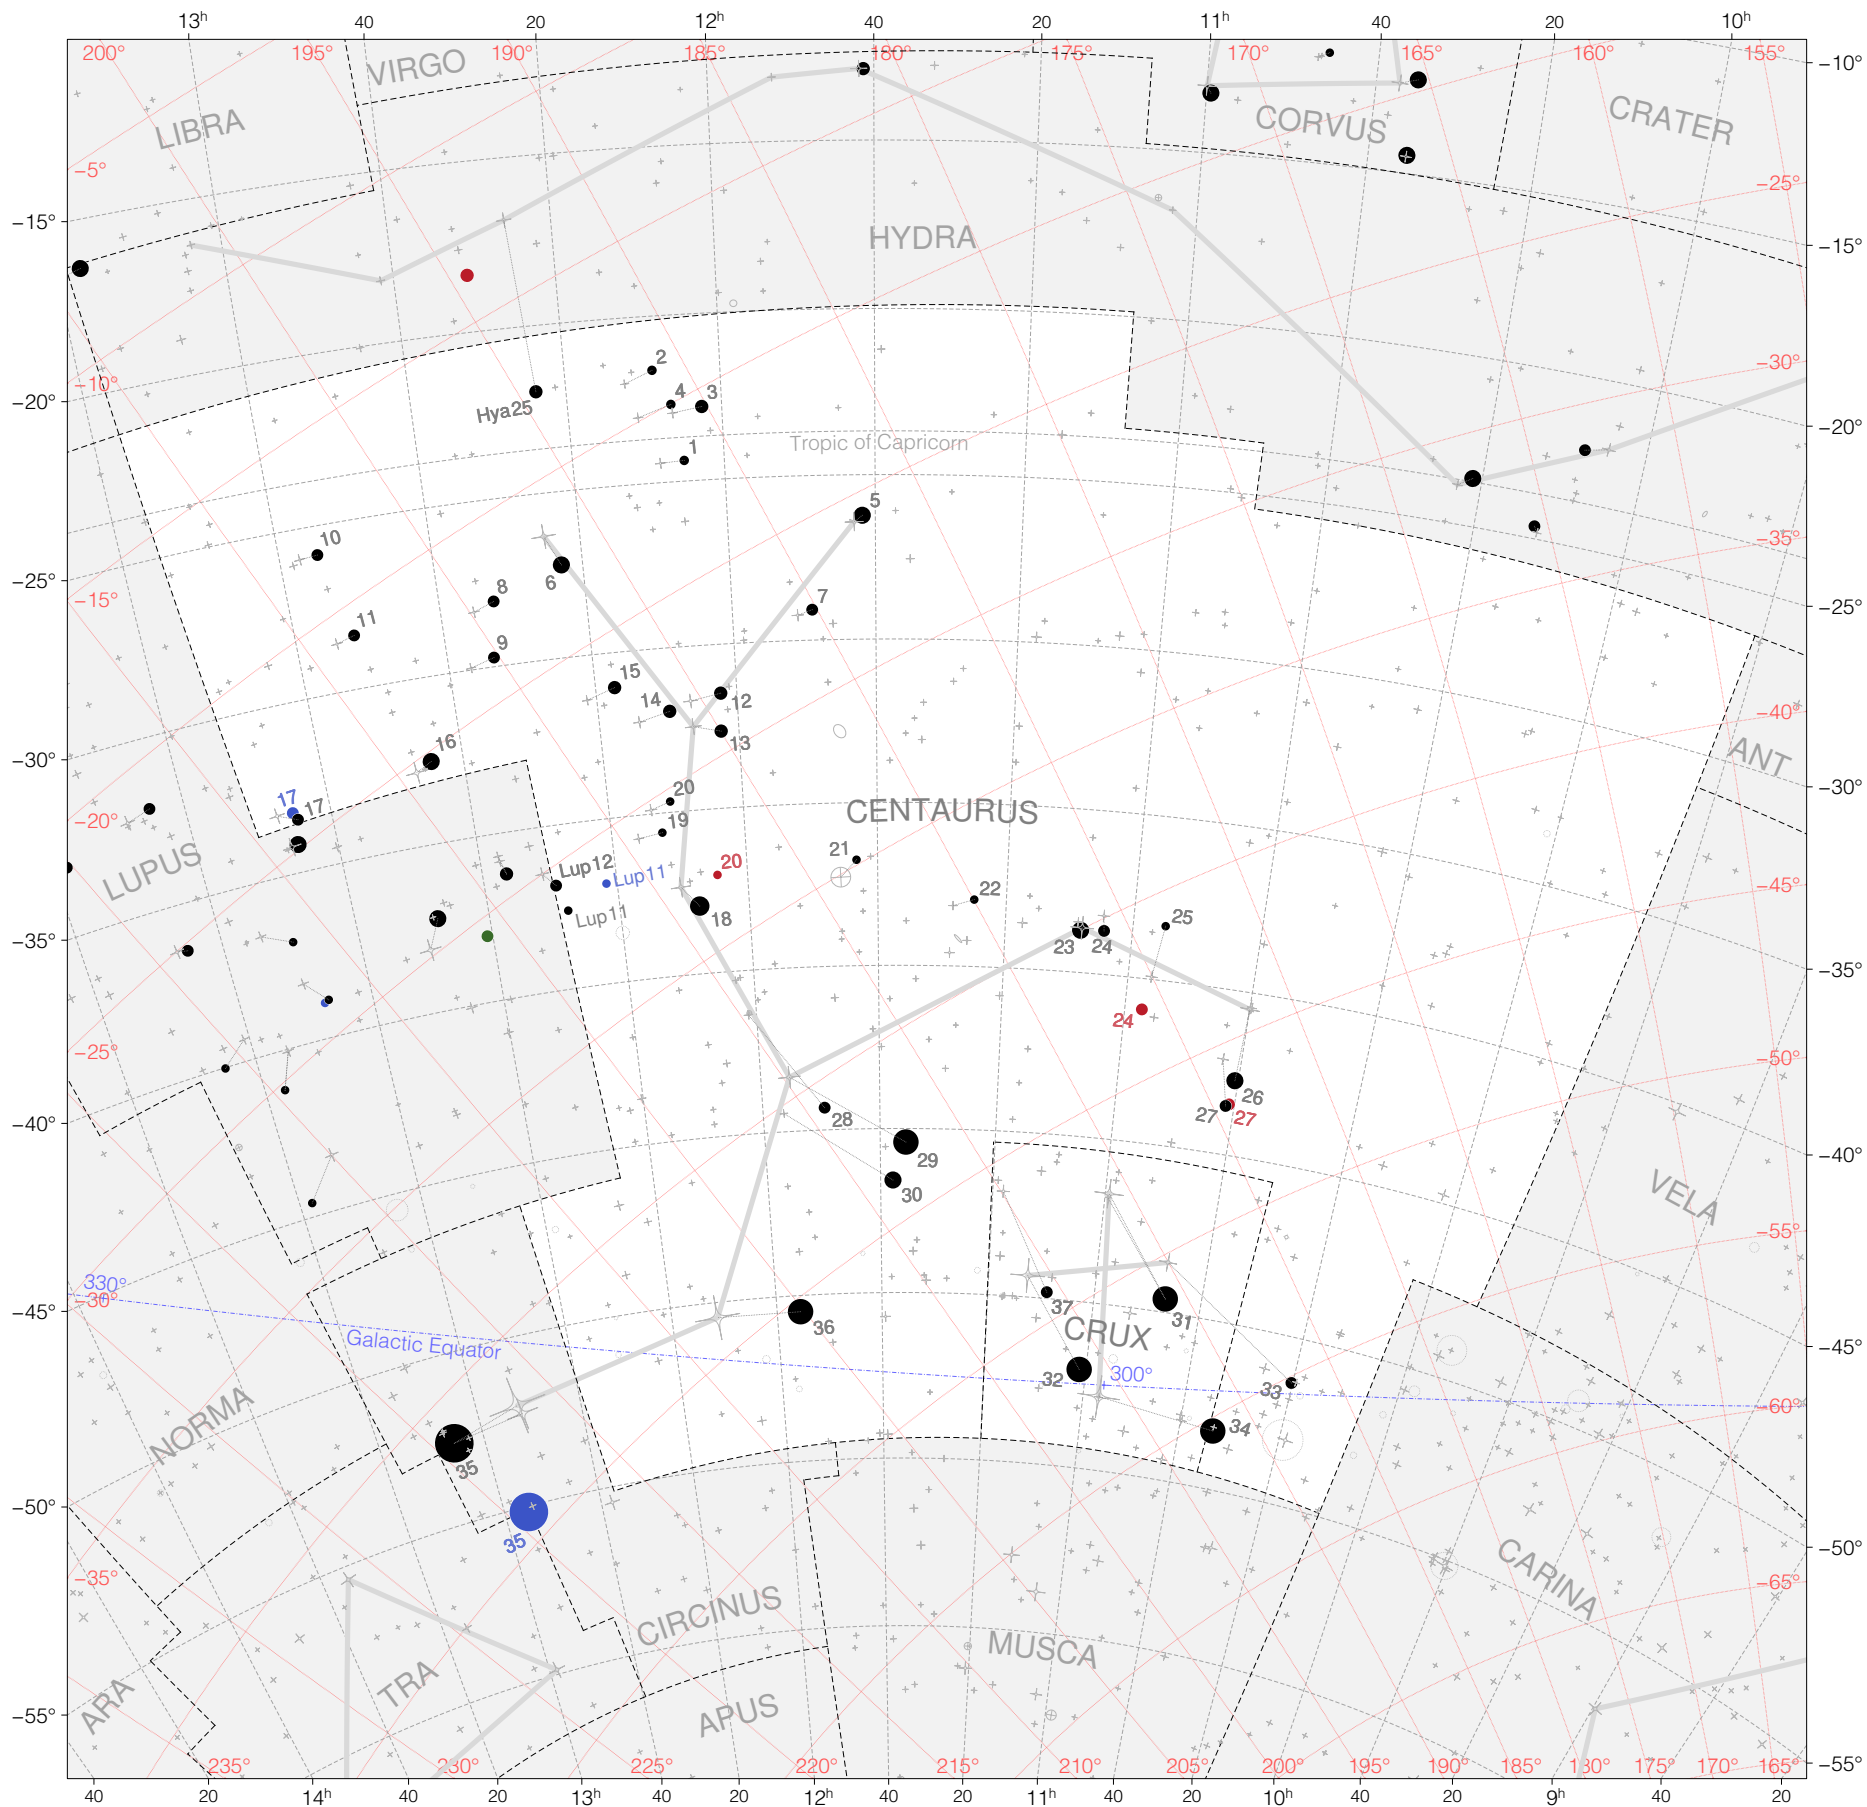 13h 40 20 12h 40 20 11h 40 20 10h
200° 195° 190° 185° 180° 175° 170° 165° 160° 155°
VIRGO
−10°
LIBRA
CORVUS
CRATER
−5°
−25°
−15°
HYDRA
−15°
2
−30°
−10°
4
3
−20°
Hya25
Tropic of Capricorn
−20°
1
5
10
−35°
6
−25°
−15°
8
7
−25°
11
9
15
14
12
−40°
13
16
ANT
−30°
17
17
20
CENTAURUS
−30°
−20°
19
LUPUS
Lup12
Lup11
20
21
−45°
22
18
Lup11
25
−35°
23
24
−35°
24
−25°
−50°
26
28
27
27
−40°
29
−40°
30
VELA
−55°
330°
−30°
−45°
37
31
36
Galactic Equator
CRUX
−45°
32
300°
33
−60°
NORMA
34
35
−50°
35
−50°
−35°
CARINA
−65°
CIRCINUS
MUSCA
TRA
ARA
APUS
−55°
−55°
235° 230° 225° 220° 215° 210° 205° 200° 190° 185° 130° 175° 170° 165°
40 20 14h 40 20 13h 40 20 12h 40 20 11h 40 20 10h 40 20 9h 40 20